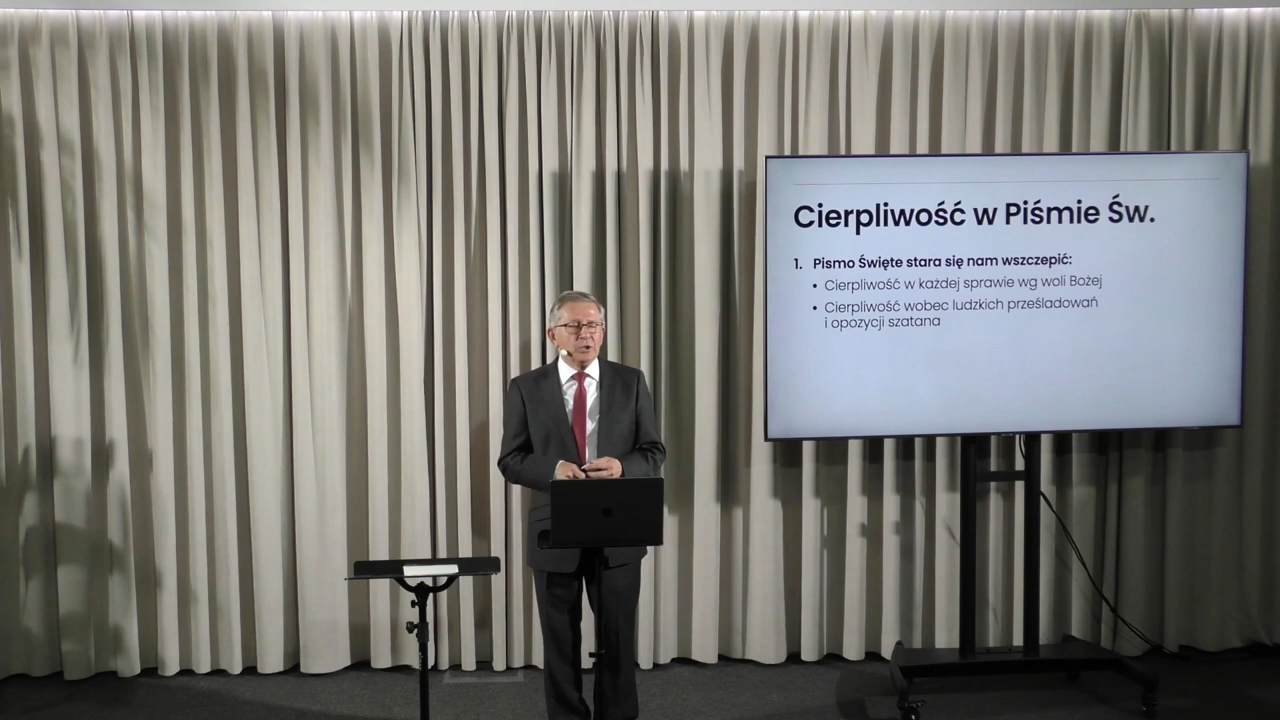 Cierpliwość w Piśmie Św.
1. Pismo Święte stara się nam wszczepić:
• Cierpliwość w każdej sprawie wg woli Bożej
• Cierpliwość wobec ludzkich prześladowań
i opozycji szatana